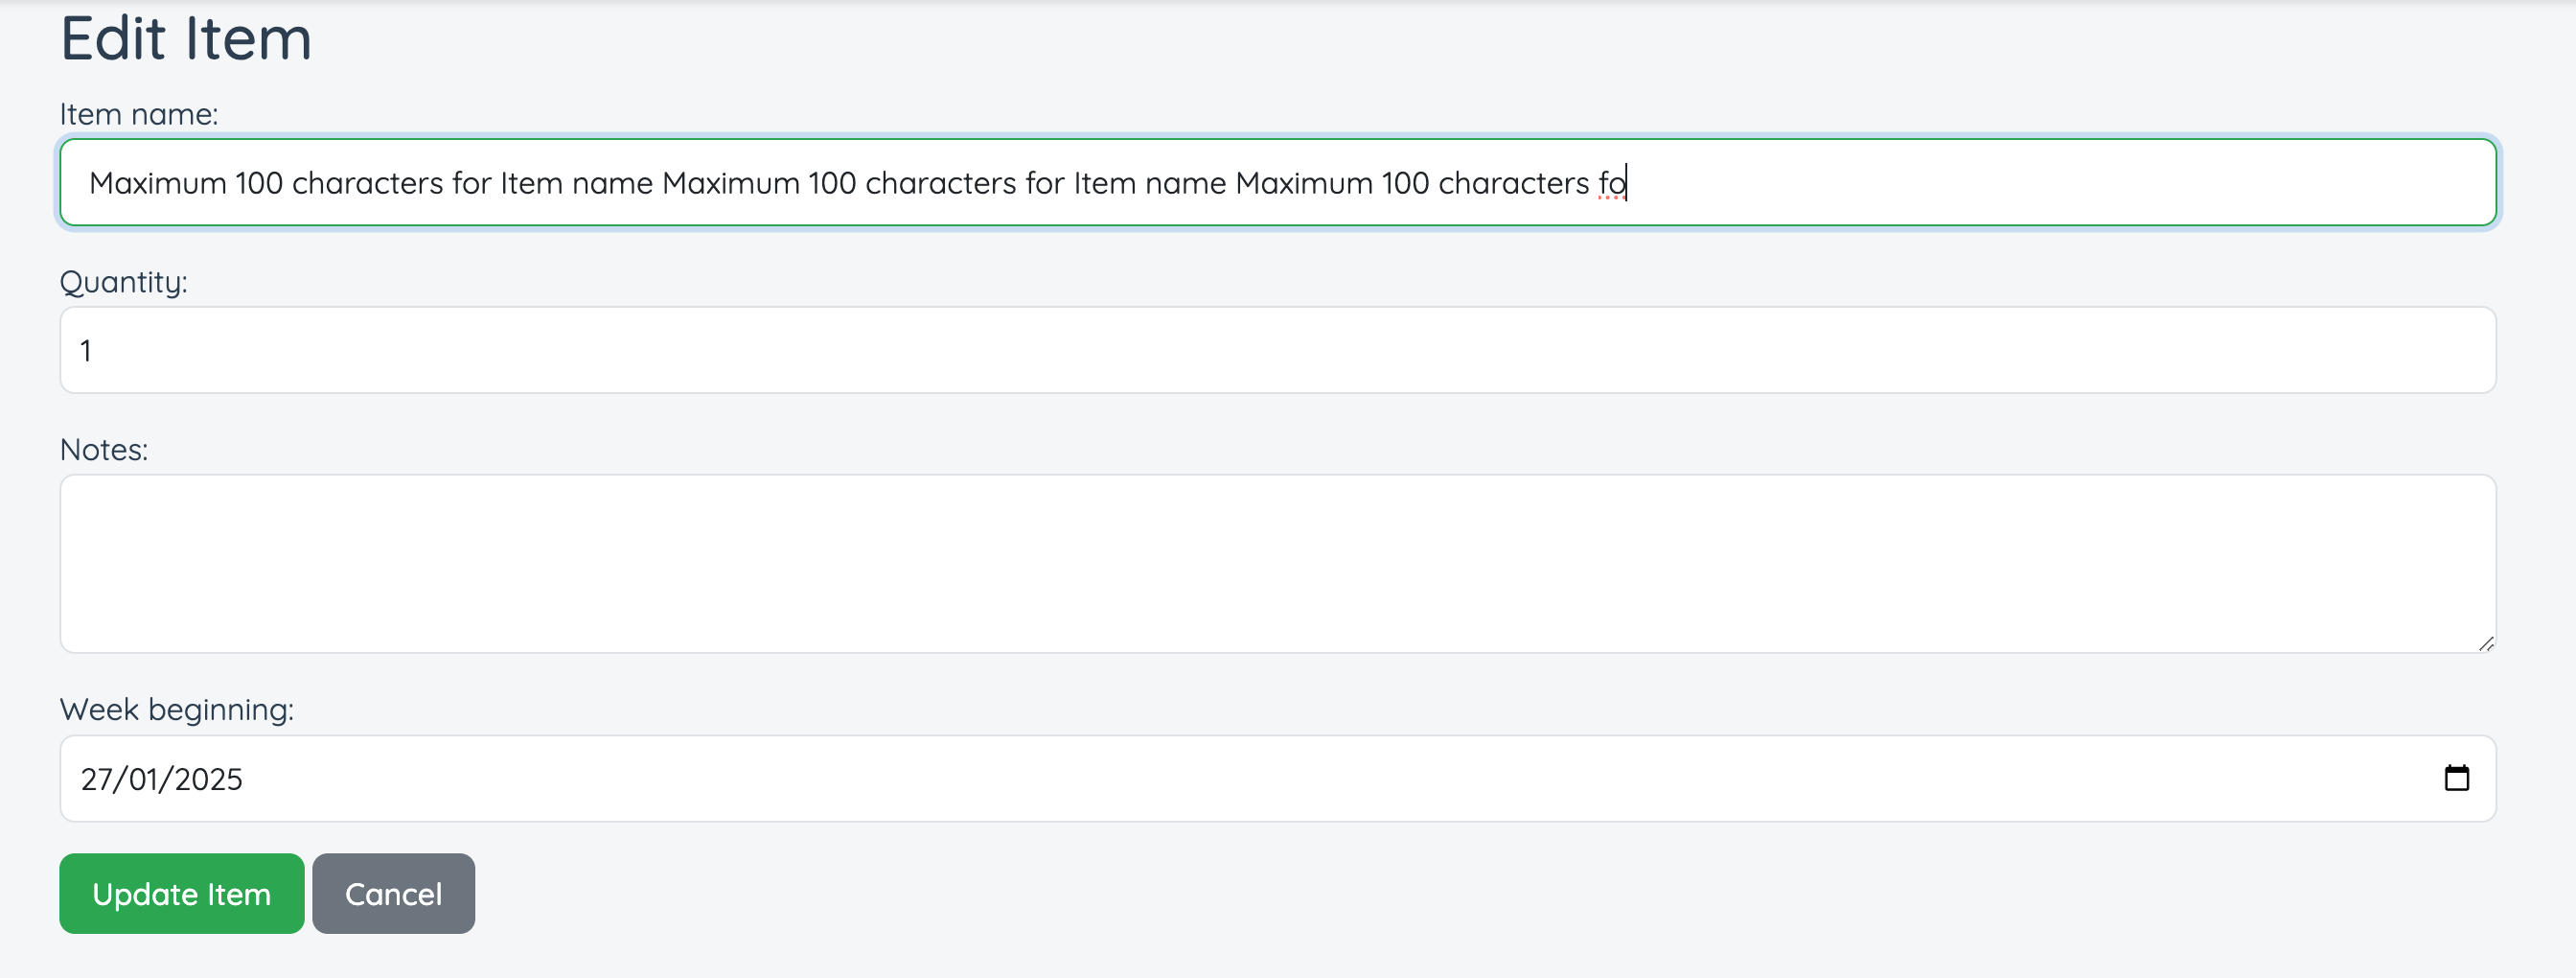 Edit Item
Item name:
Maximum 100 characters for Item name Maximum 100 characters for Item name Maximum 100 characters fo
Quantity:
1
Notes:
Week beginning:
27/01/2025
Update Item Cancel